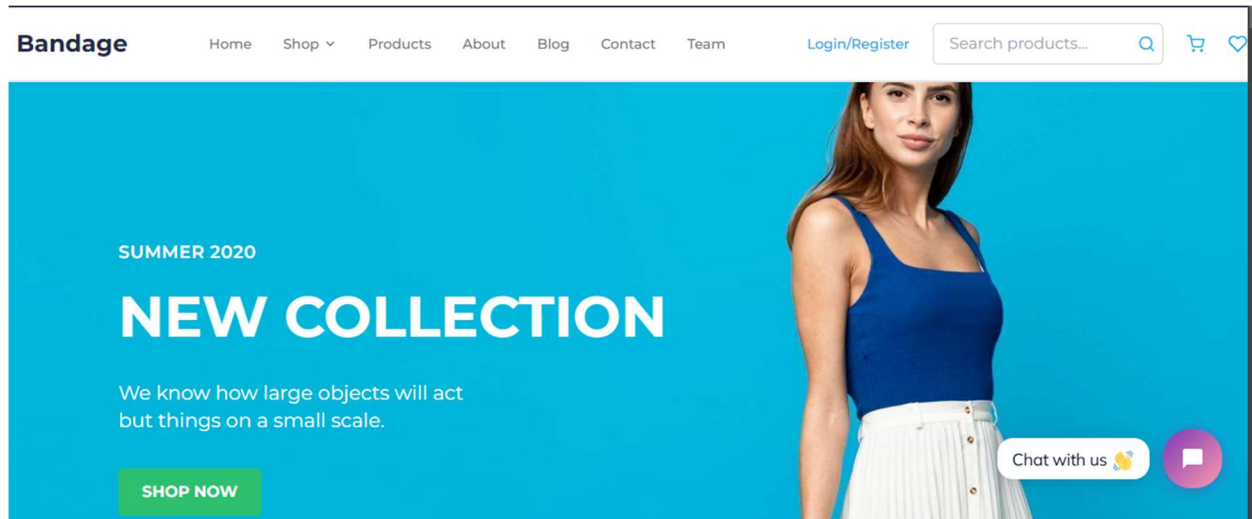 Bandage
Home Shop Products About Blog Contact Team
Login/Register
Search products...
SUMMER 2020
NEW COLLECTION
We know how large objects will act
but things on a small scale.
SHOP NOW
Chat with us 👋